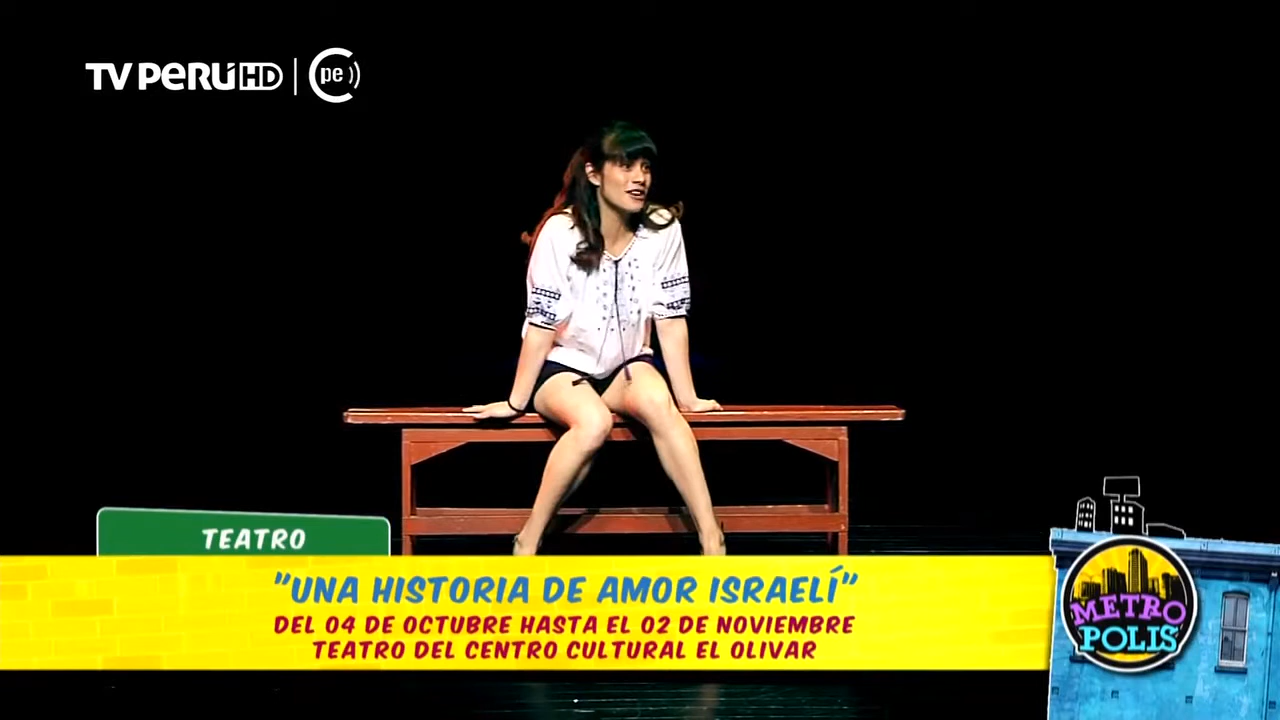 TV PERÚ HD pe
TEATRO
"UNA HISTORIA DE AMOR ISRAELÍ"
DEL 04 DE OCTUBRE HASTA EL 02 DE NOVIEMBRE
TEATRO DEL CENTRO CULTURAL EL OLIVAR
METRO
POLIS